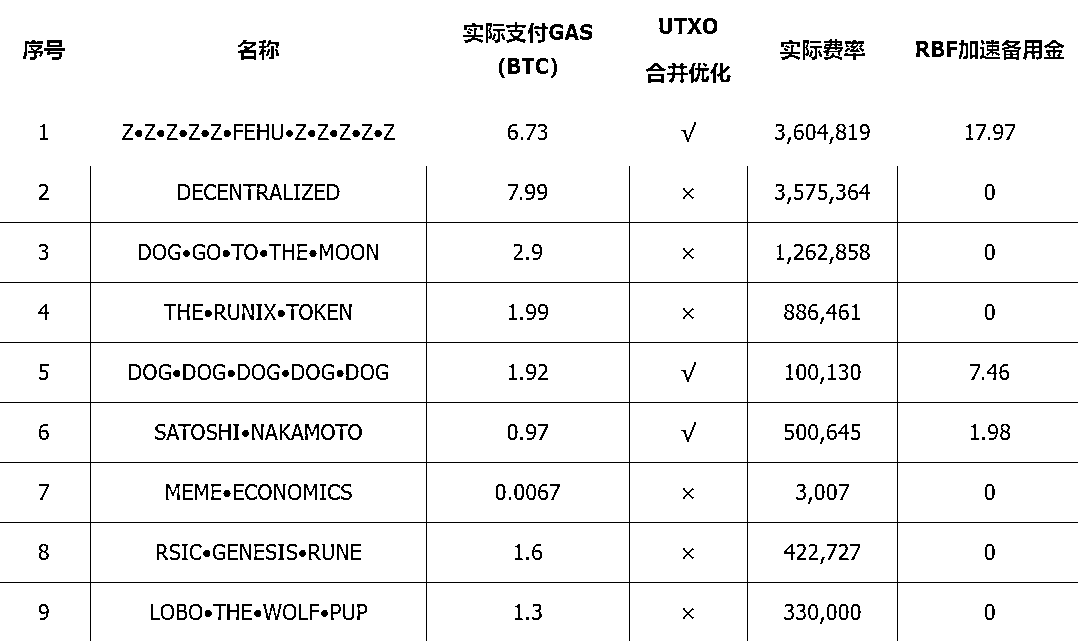 序号 名称 实际支付GAS (BTC) UTXO 合并优化 实际费率 RBF加速备用金
1 Z•Z•Z•Z•Z•FEHU•Z•Z•Z•Z•Z 6.73 √ 3,604,819 17.97
2 DECENTRALIZED 7.99 × 3,575,364 0
3 DOG•GO•TO•THE•MOON 2.9 × 1,262,858 0
4 THE•RUNIX•TOKEN 1.99 × 886,461 0
5 DOG•DOG•DOG•DOG•DOG 1.92 √ 100,130 7.46
6 SATOSHI•NAKAMOTO 0.97 √ 500,645 1.98
7 MEME•ECONOMICS 0.0067 × 3,007 0
8 RSIC•GENESIS•RUNE 1.6 × 422,727 0
9 LOBO•THE•WOLF•PUP 1.3 × 330,000 0